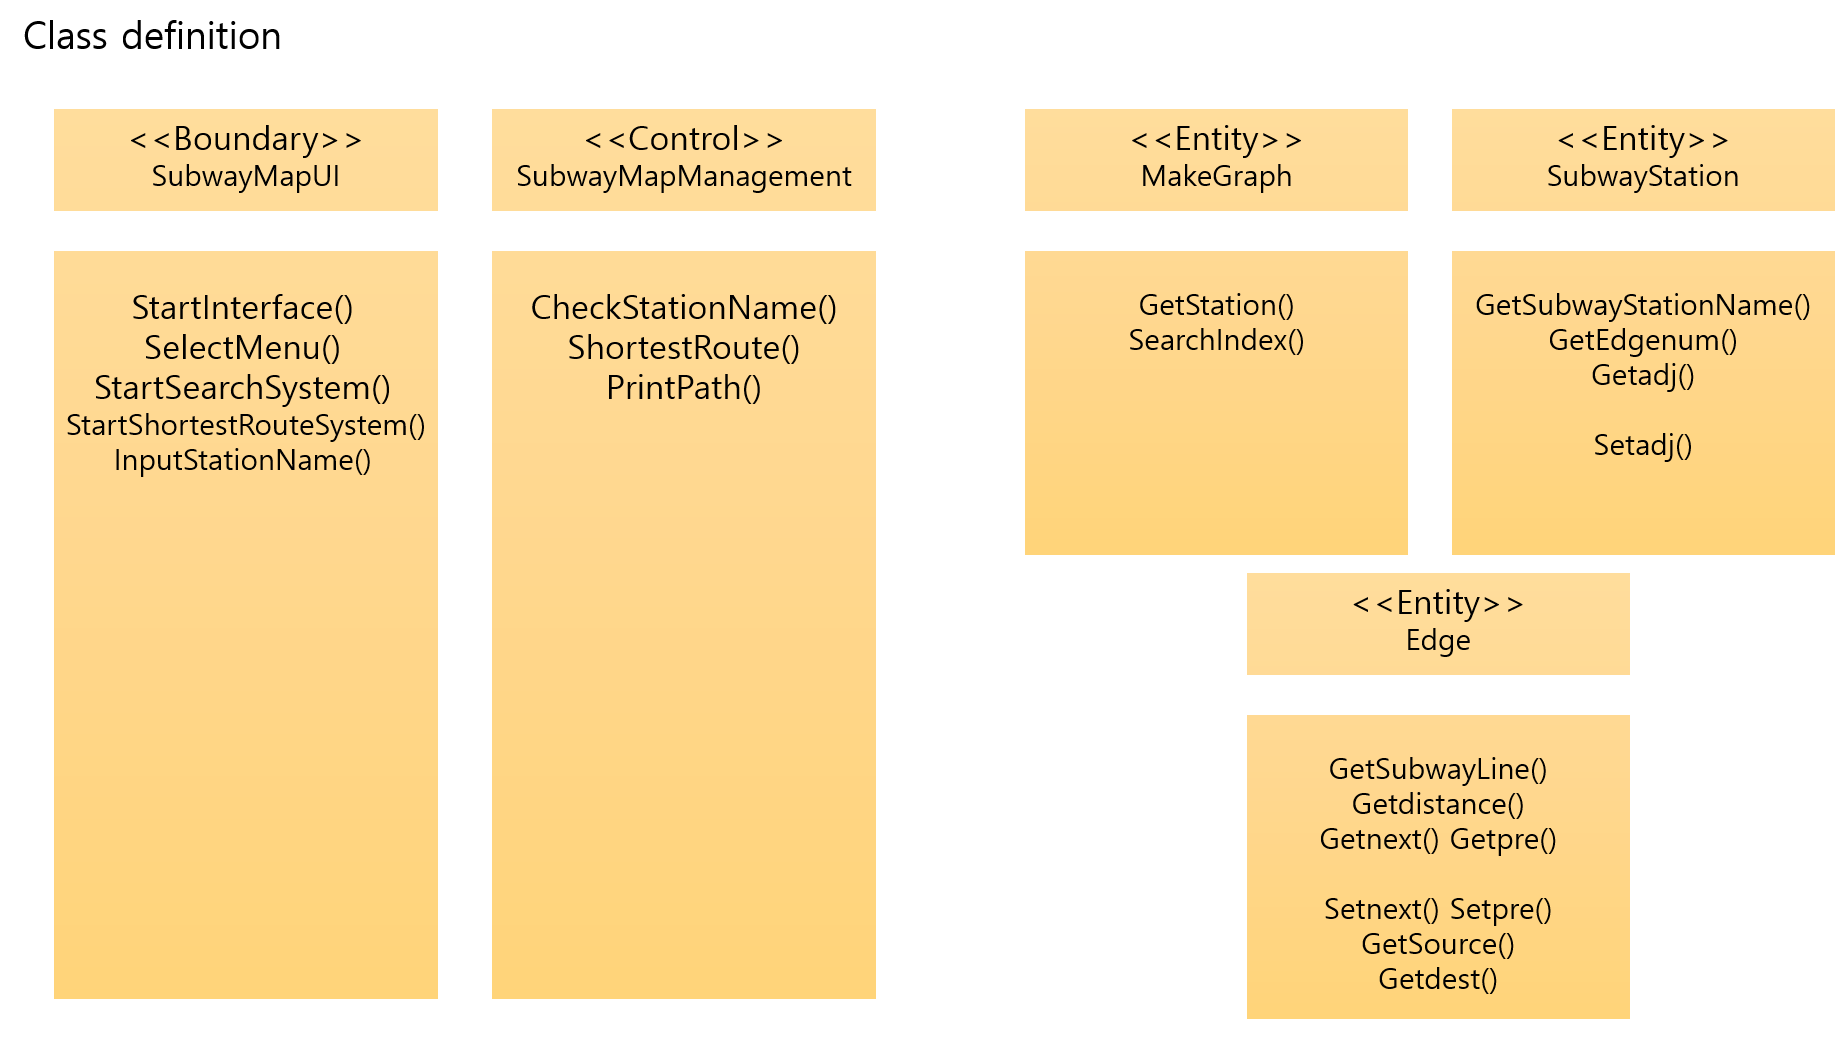 Class definition
<<Boundary>>
SubwayMapUI
StartInterface()
SelectMenu()
StartSearchSystem()
StartShortestRouteSystem()
InputStationName()
<<Control>>
SubwayMapManagement
CheckStationName()
ShortestRoute()
PrintPath()
<<Entity>>
MakeGraph
GetStation()
SearchIndex()
<<Entity>>
SubwayStation
GetSubwayStationName()
GetEdgenum()
Getadj()
Setadj()
<<Entity>>
Edge
GetSubwayLine()
Getdistance()
Getnext() Getpre()
Setnext() Setpre()
GetSource()
Getdest()